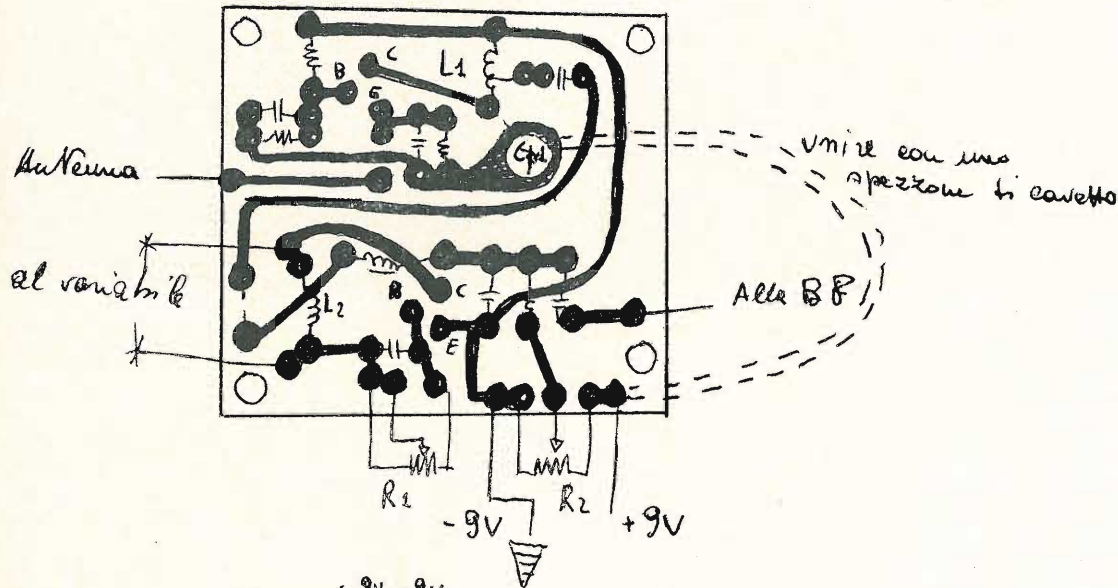 C
L1
B
E
Antenna
unire con uno
spezzone di cavetto
al variabile
L2
B
C
E
Alla BF
R1
-9V
R2
+9V